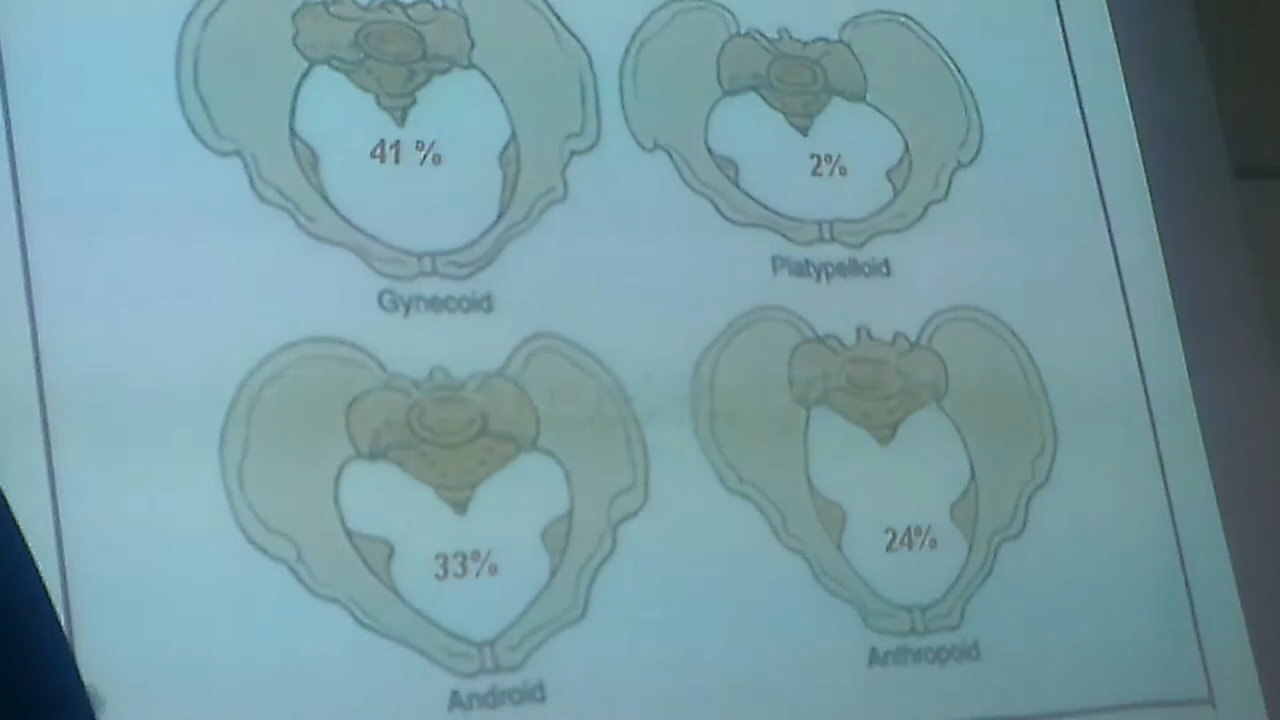 41 %
2%
Gynecoid
Platypelloid
33%
24%
Android
Anthropoid